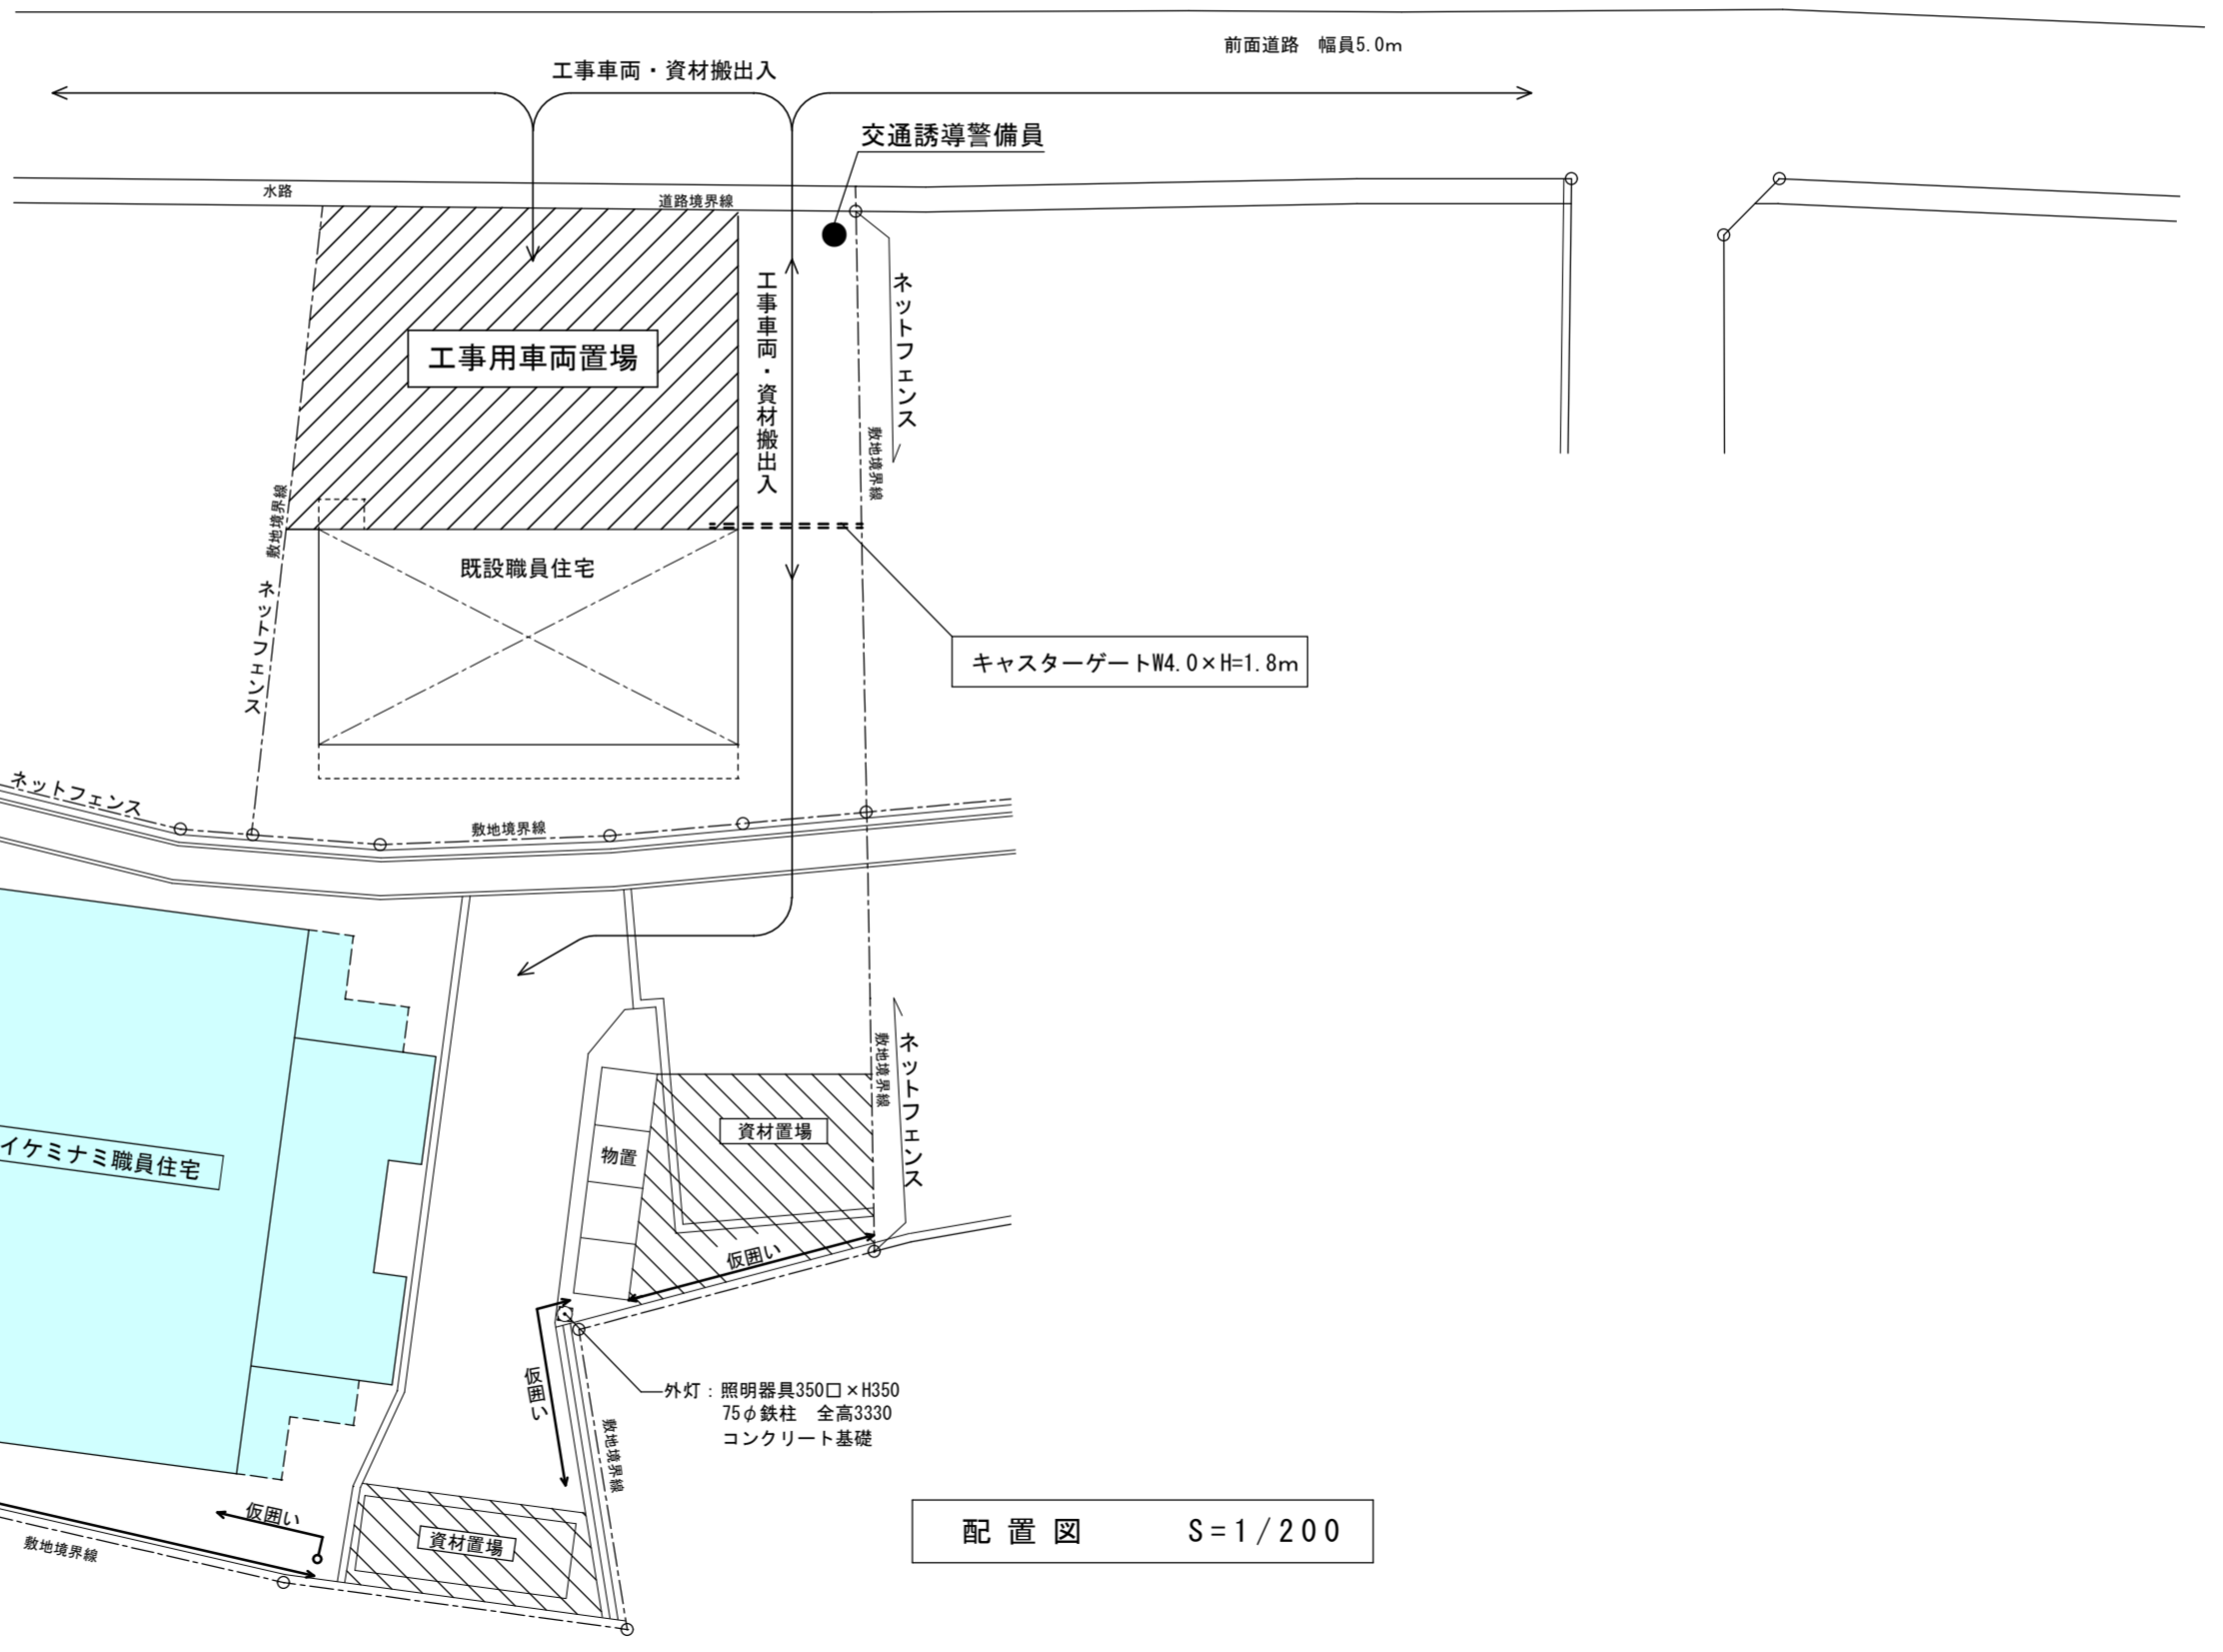 前面道路　幅員5.0m
工事車両・資材搬出入
交通誘導警備員
水路
道路境界線
工事車両・資材搬出入
ネットフェンス
工事用車両置場
敷地境界線
敷地境界線
既設職員住宅
ネットフェンス
キャスターゲートW4.0×H=1.8m
ネットフェンス
敷地境界線
敷地境界線
ネットフェンス
資材置場
物置
イケミナミ職員住宅
仮囲い
仮囲い
外灯：照明器具350□×H350
75φ鉄柱　全高3330
コンクリート基礎
敷地境界線
仮囲い
資材置場
敷地境界線
配置図　S=1/200